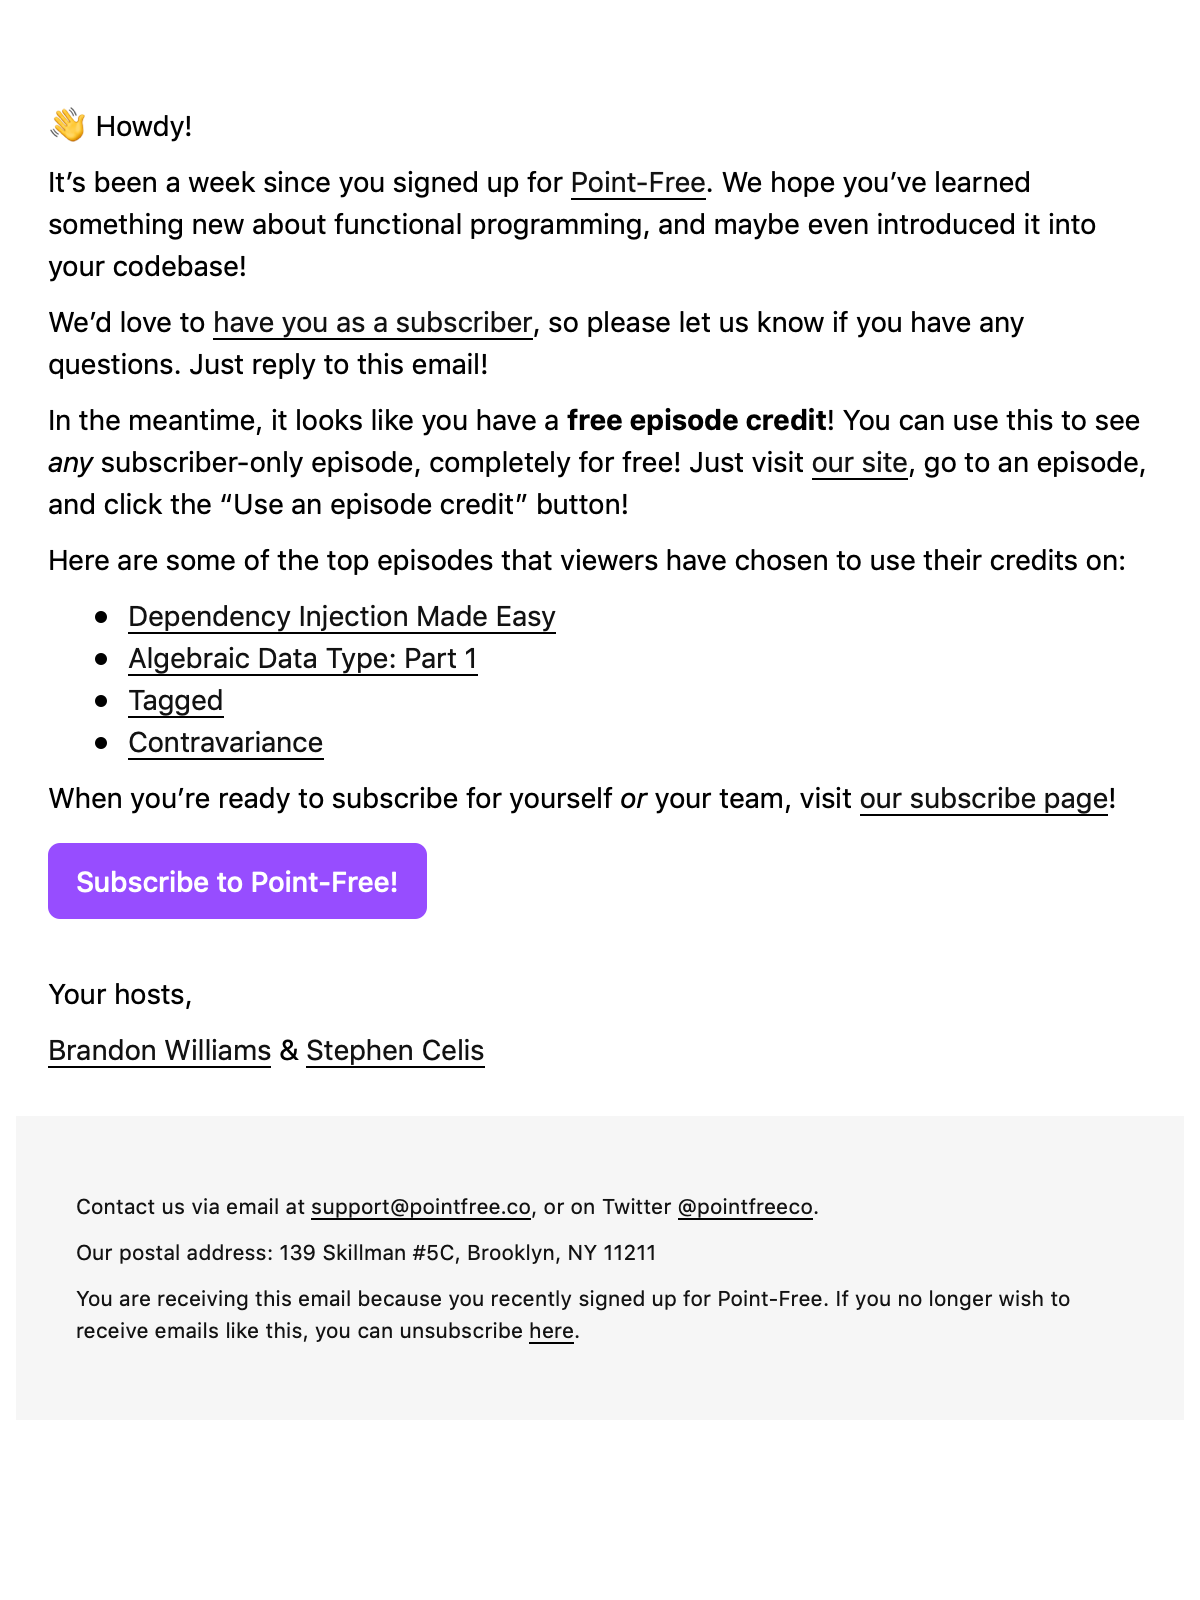 👋 Howdy!
It’s been a week since you signed up for Point-Free. We hope you’ve learned
something new about functional programming, and maybe even introduced it into
your codebase!
We’d love to have you as a subscriber, so please let us know if you have any
questions. Just reply to this email!
In the meantime, it looks like you have a free episode credit! You can use this to see
any subscriber-only episode, completely for free! Just visit our site, go to an episode,
and click the “Use an episode credit” button!
Here are some of the top episodes that viewers have chosen to use their credits on:
• Dependency Injection Made Easy
• Algebraic Data Type: Part 1
• Tagged
• Contravariance
When you’re ready to subscribe for yourself or your team, visit our subscribe page!
Subscribe to Point-Free!
Your hosts,
Brandon Williams & Stephen Celis
Contact us via email at support@pointfree.co, or on Twitter @pointfreeco.
Our postal address: 139 Skillman #5C, Brooklyn, NY 11211
You are receiving this email because you recently signed up for Point-Free. If you no longer wish to
receive emails like this, you can unsubscribe here.